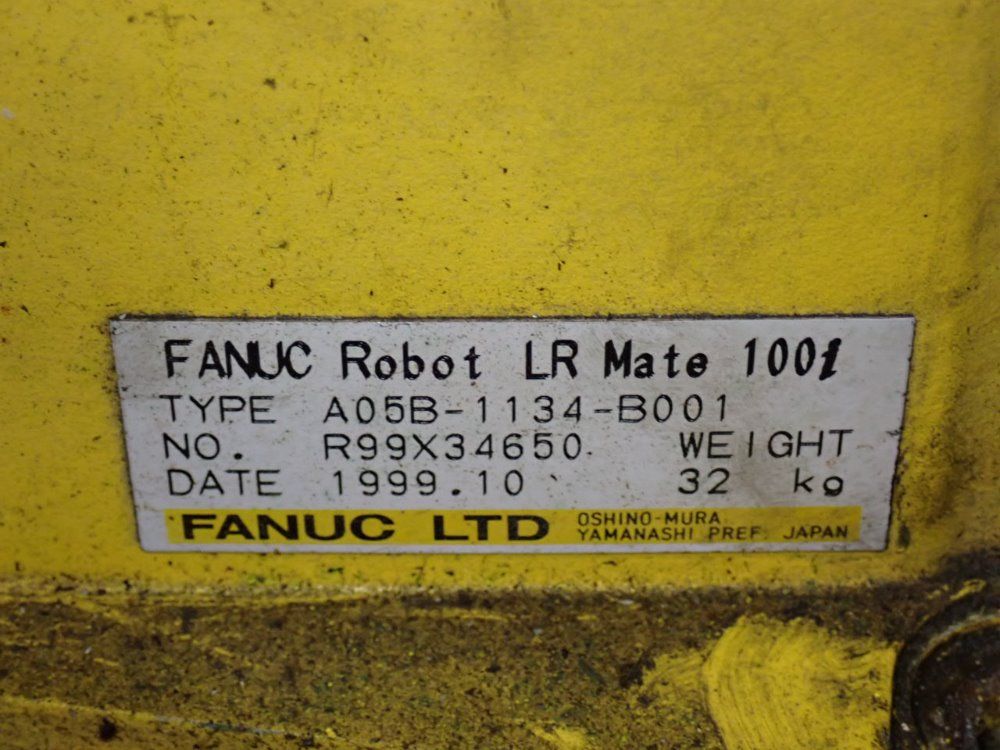 FANUC Robot LR Mate 100i
TYPE A05B-1134-B001
NO. R99X34650 WEIGHT
DATE 1999.10 32 kg
FANUC LTD OSHINO-MURA
YAMANASHI PREF. JAPAN